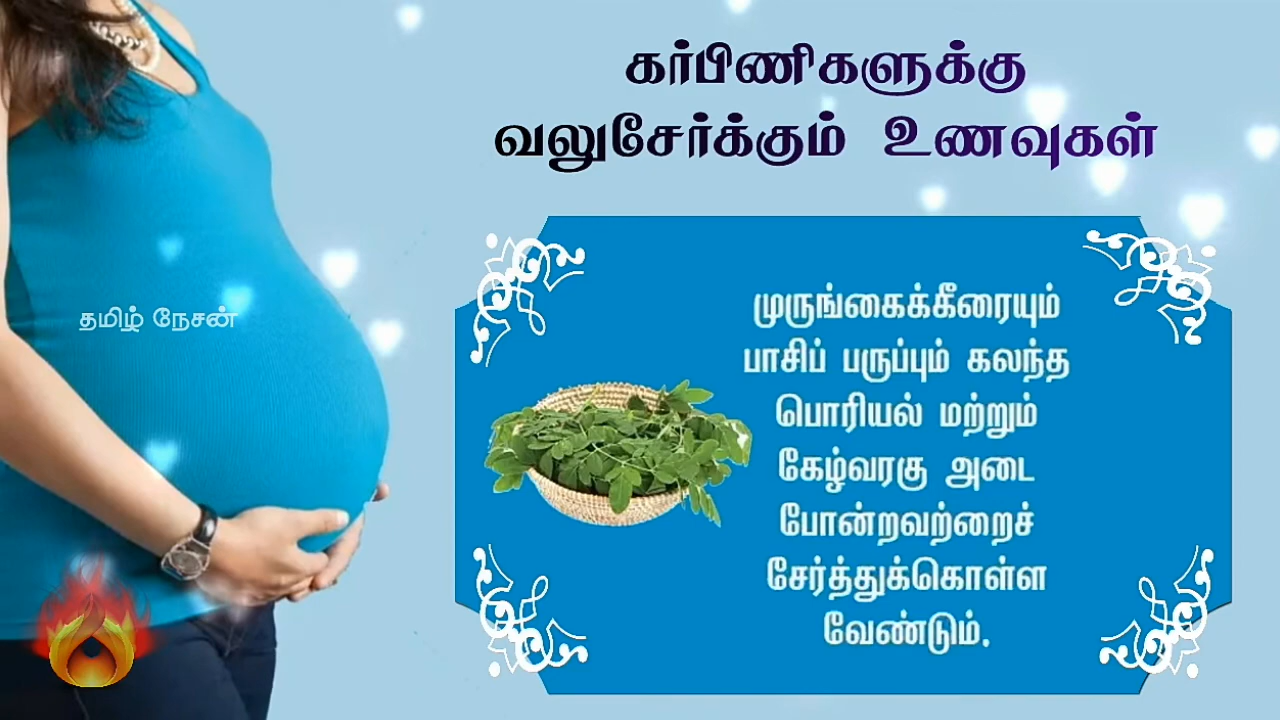 கர்பிணிகளுக்கு
வலுசேர்க்கும் உணவுகள்
தமிழ் நேசன்
முருங்கைக்கீரையும்
பாசிப் பருப்பும் கலந்த
பொரியல் மற்றும்
கேழ்வரகு அடை
போன்றவற்றைச்
சேர்த்துக்கொள்ள
வேண்டும்.